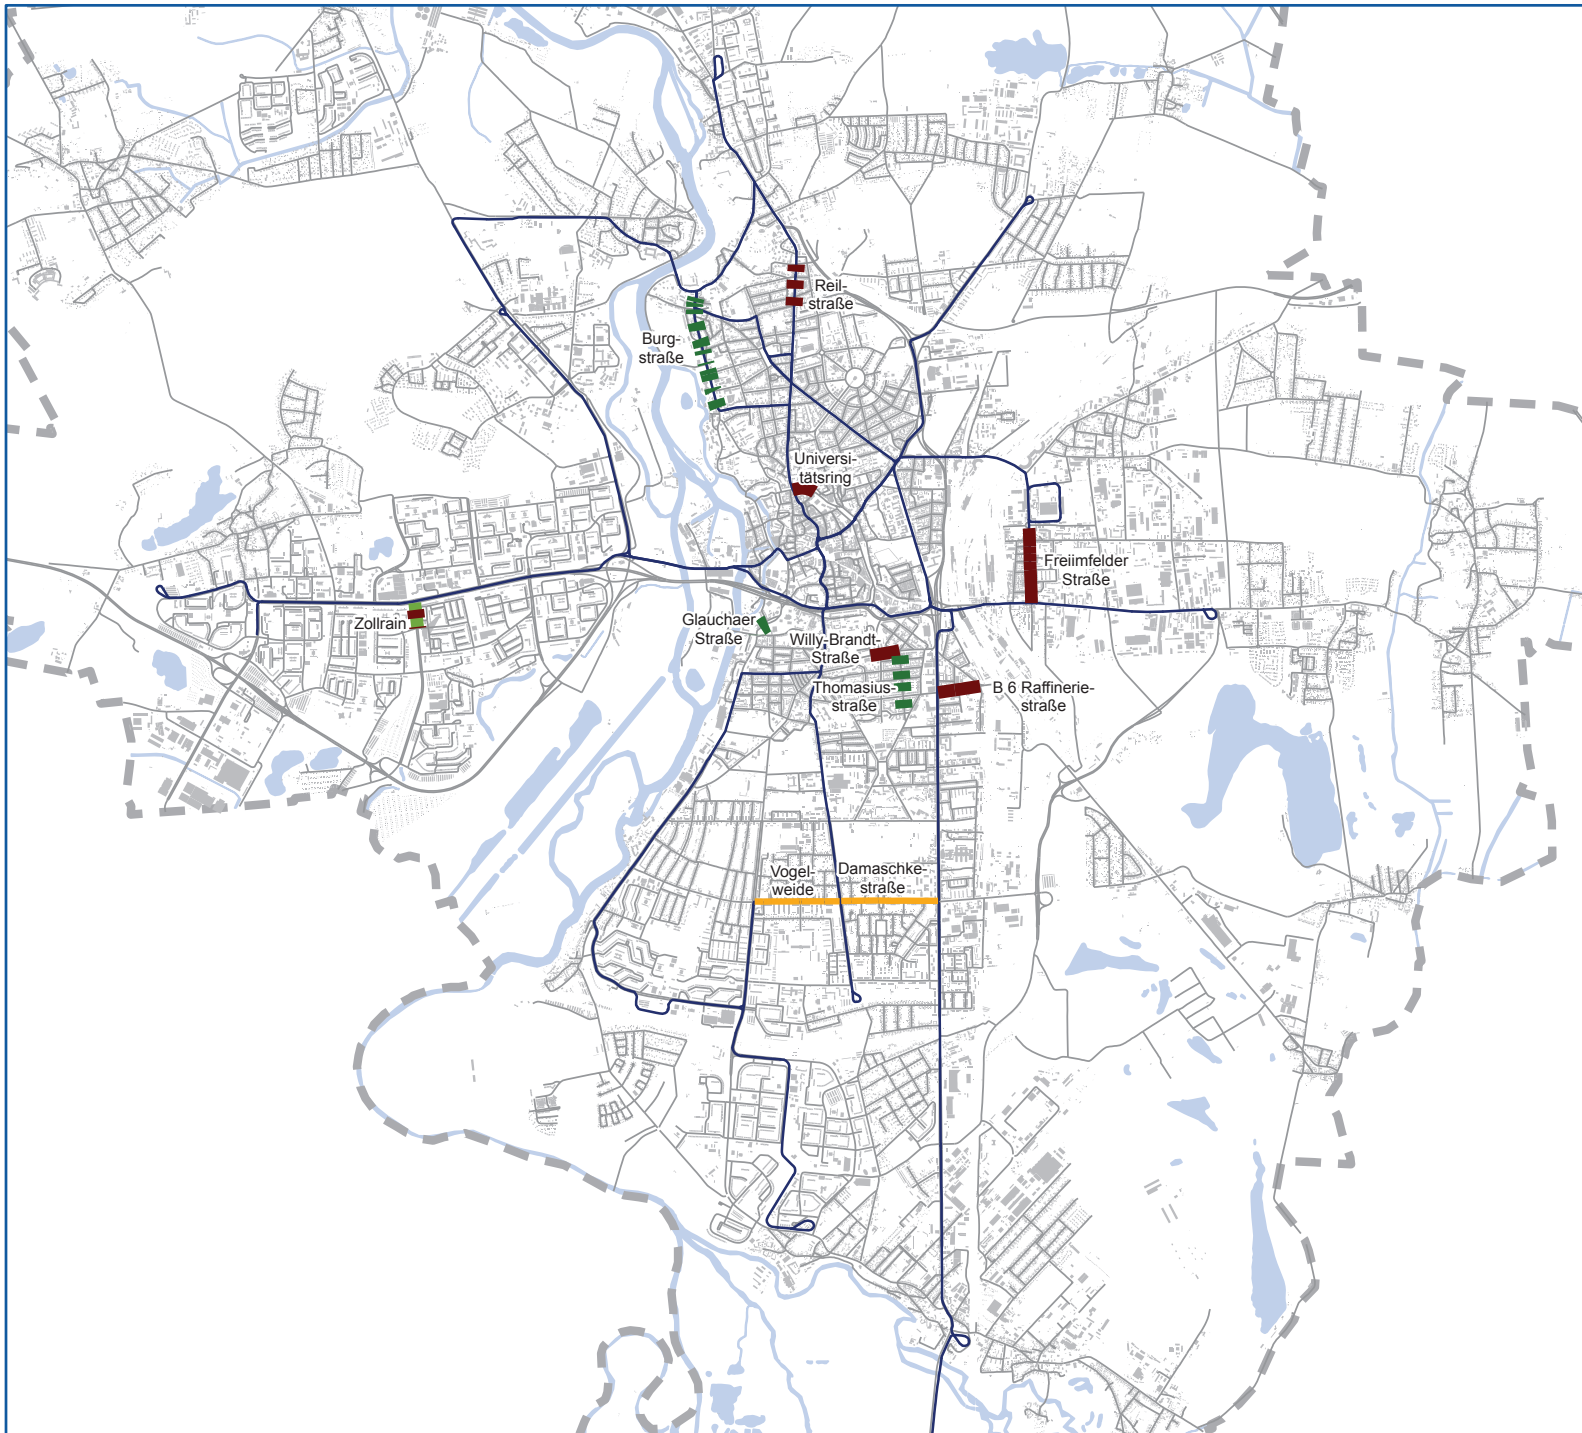 Reil-
straße
Burg-
straße
Universi-
tätsring
Freiimfelder
Straße
Zollrain
Glauchaer
Straße
Willy-Brandt-
Straße
Thomasius-
straße
B 6 Raffinerie-
straße
Vogel-
weide
Damaschke-
straße